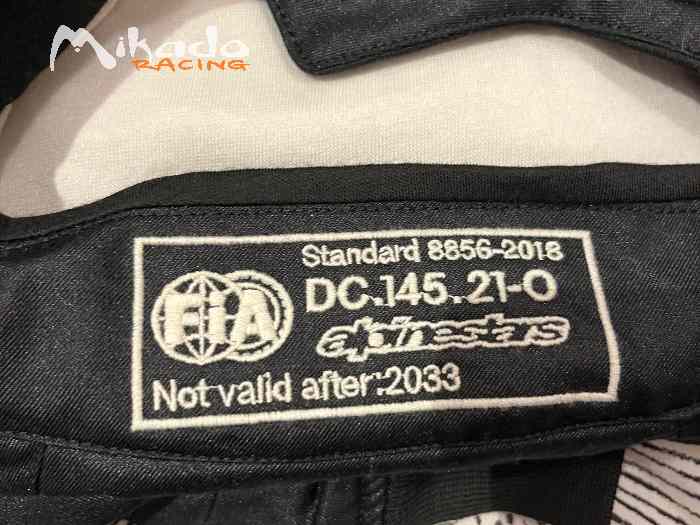 Mikado
RACING
Standard 8856-2018
FIA
DC.145.21-O
alpinestars
Not valid after:2033